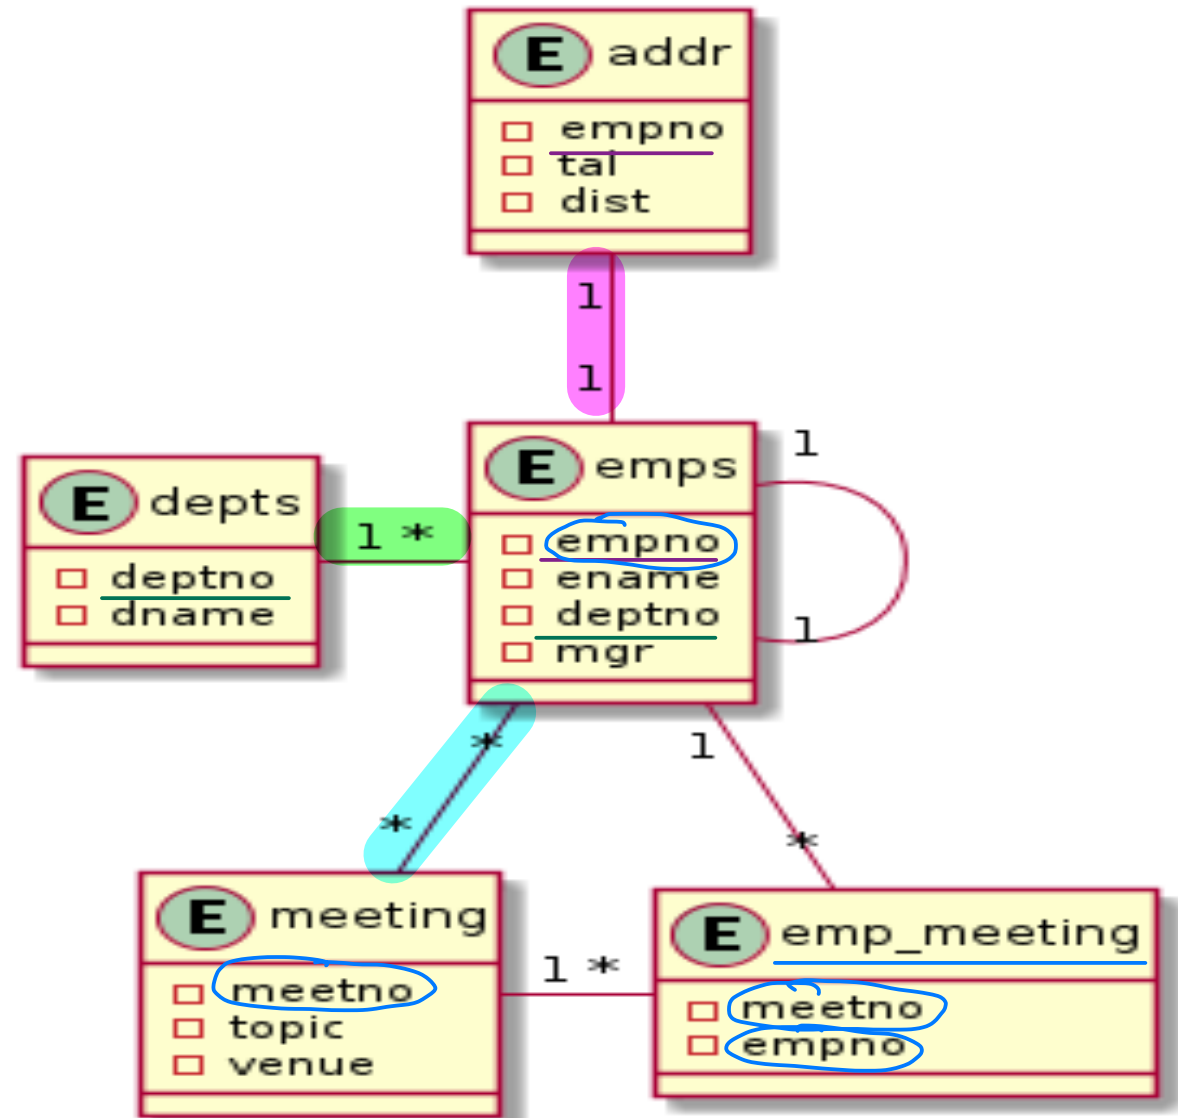 E addr
empno
tal
dist
1
1
E depts
deptno
dname
1 *
E emps
empno
ename
deptno
mgr
1
1
*
*
1
*
E meeting
meetno
topic
venue
1 *
E emp_meeting
meetno
empno